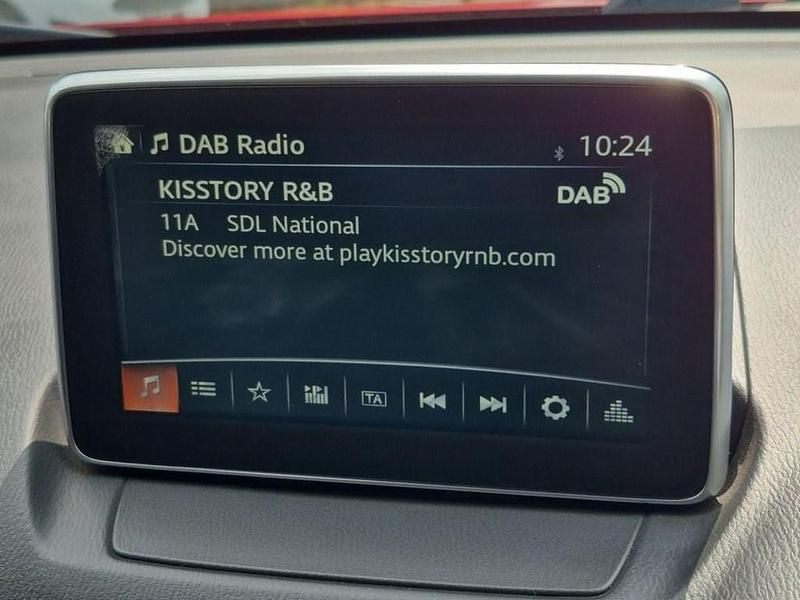 DAB Radio 10:24
KISSTORY R&B DAB
11A SDL National
Discover more at playkisstoryrnb.com
TA